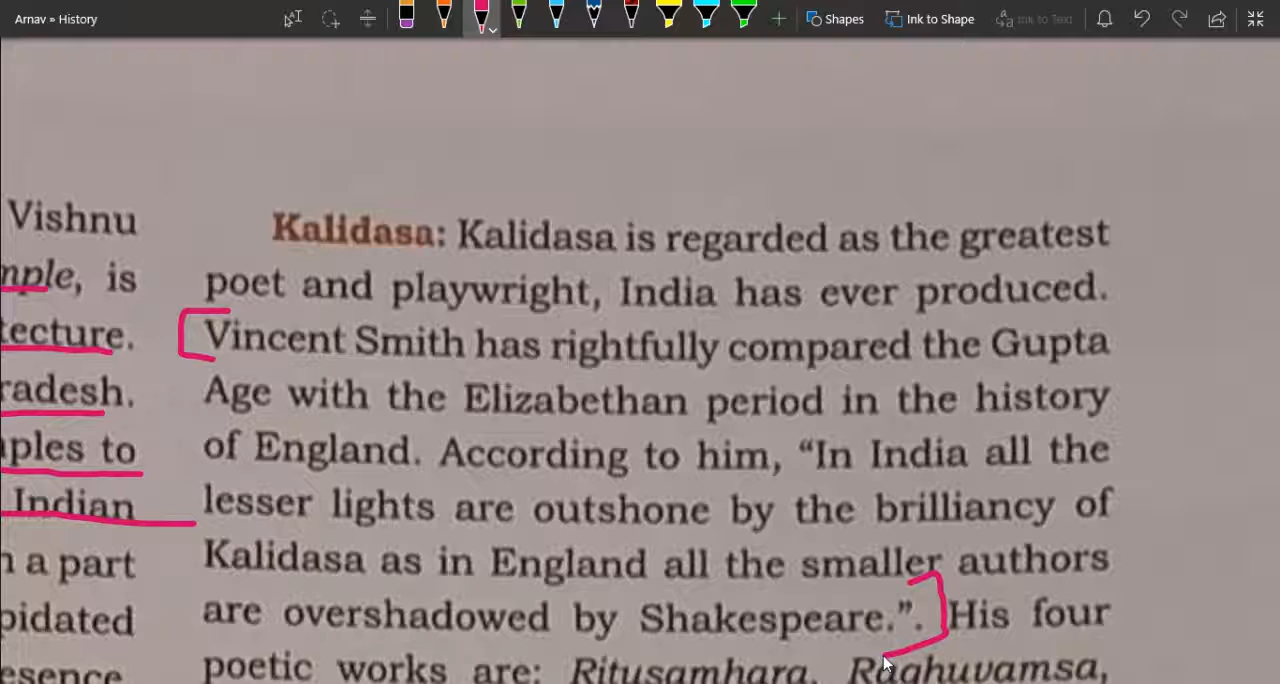 Arnav » History
Shapes
Ink to Shape
Ink to Text
Vishnu
mple, is
tecture.
radesh.
ples to
Indian
a part
pidated
esence
Kalidasa: Kalidasa is regarded as the greatest
poet and playwright, India has ever produced.
Vincent Smith has rightfully compared the Gupta
Age with the Elizabethan period in the history
of England. According to him, “In India all the
lesser lights are outshone by the brilliancy of
Kalidasa as in England all the smaller authors
are overshadowed by Shakespeare.”. His four
poetic works are: Ritusamhara, Raghuvamsa,